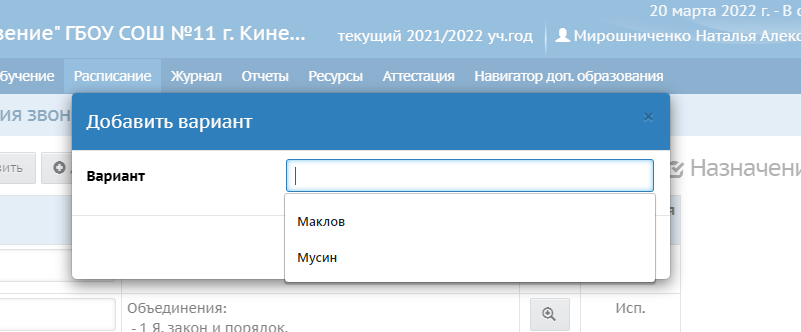 20 марта 2022 г. - В с
вение" ГБОУ СОШ №11 г. Кине...
текущий 2021/2022 уч.год
Мирошниченко Наталья Алекс
бучение Расписание Журнал Отчеты Ресурсы Аттестация Навигатор доп. образования
ИЯ ЗВОН
Добавить вариант
×
вить
Назначени
Вариант
Маклов
Мусин
Объединения:
- 1 Я, закон и порядок.
Исп.